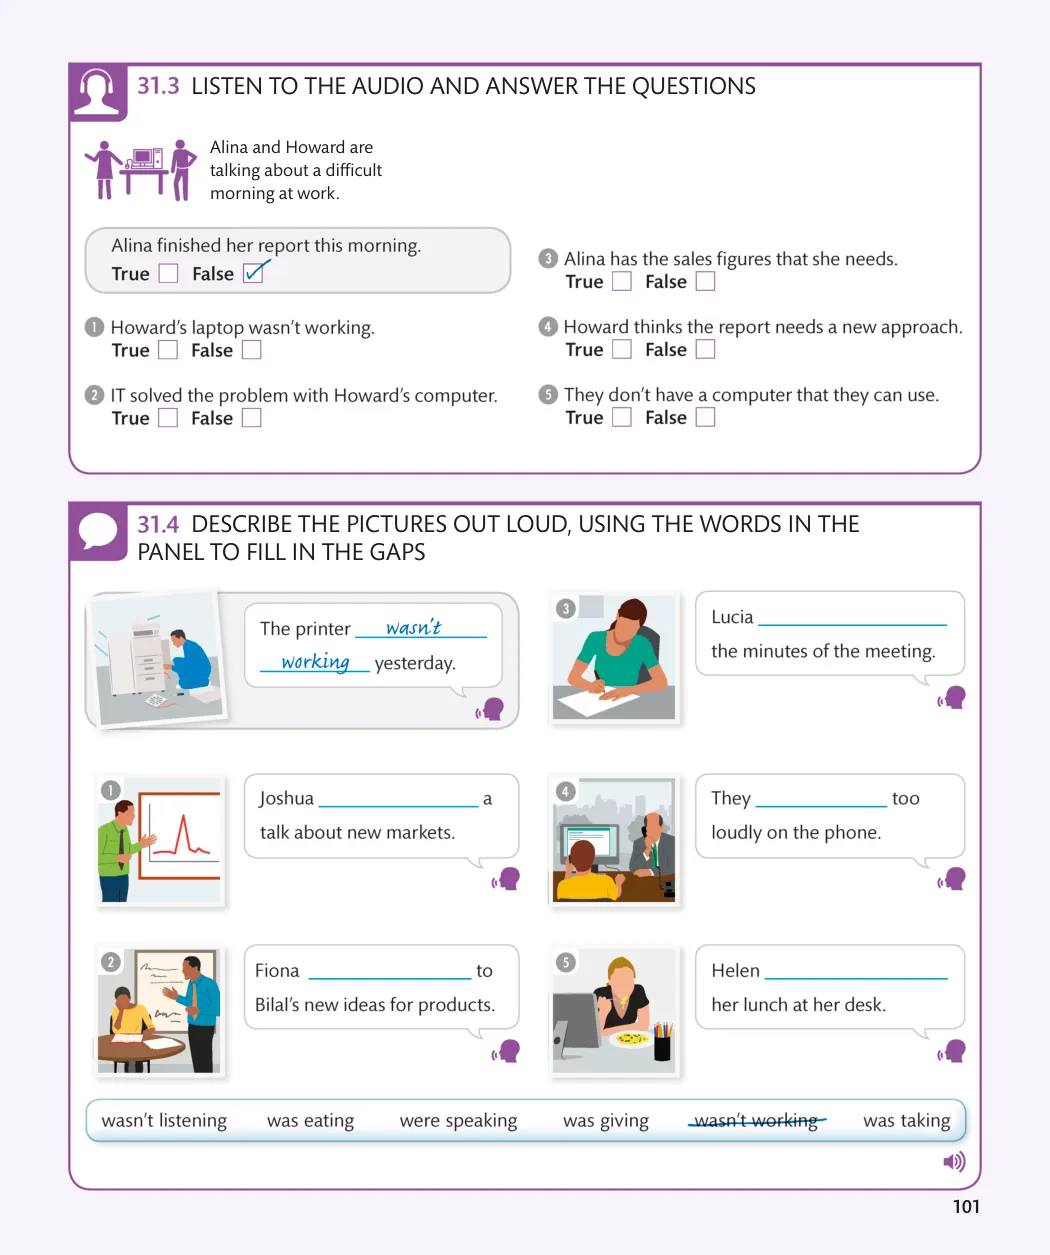 31.3 LISTEN TO THE AUDIO AND ANSWER THE QUESTIONS
Alina and Howard are
talking about a difficult
morning at work.
Alina finished her report this morning.
True False ✓
1 Howard’s laptop wasn’t working.
True False
2 IT solved the problem with Howard’s computer.
True False
3 Alina has the sales figures that she needs.
True False
4 Howard thinks the report needs a new approach.
True False
5 They don’t have a computer that they can use.
True False
31.4 DESCRIBE THE PICTURES OUT LOUD, USING THE WORDS IN THE
PANEL TO FILL IN THE GAPS
The printer wasn’t
working yesterday.
1
Joshua ____ a
talk about new markets.
2
Fiona ____ to
Bilal’s new ideas for products.
3
Lucia ____
the minutes of the meeting.
4
They ____ too
loudly on the phone.
5
Helen ____
her lunch at her desk.
wasn’t listening was eating were speaking was giving wasn’t working was taking
101